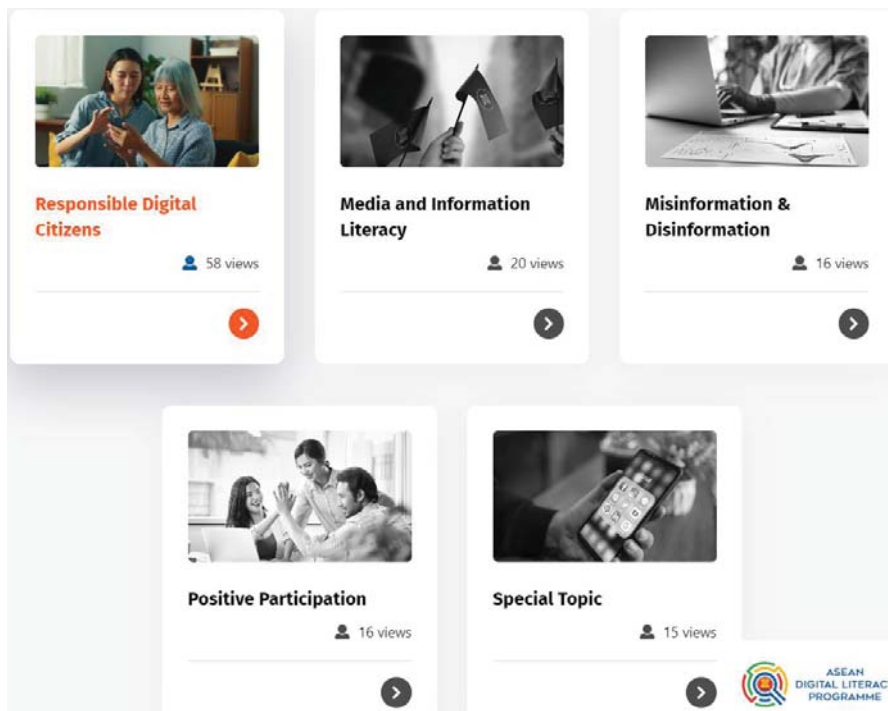 Responsible Digital
Citizens
58 views
Media and Information
Literacy
20 views
Misinformation &
Disinformation
16 views
Positive Participation
16 views
Special Topic
15 views
ASEAN
DIGITAL LITERAC
PROGRAMME